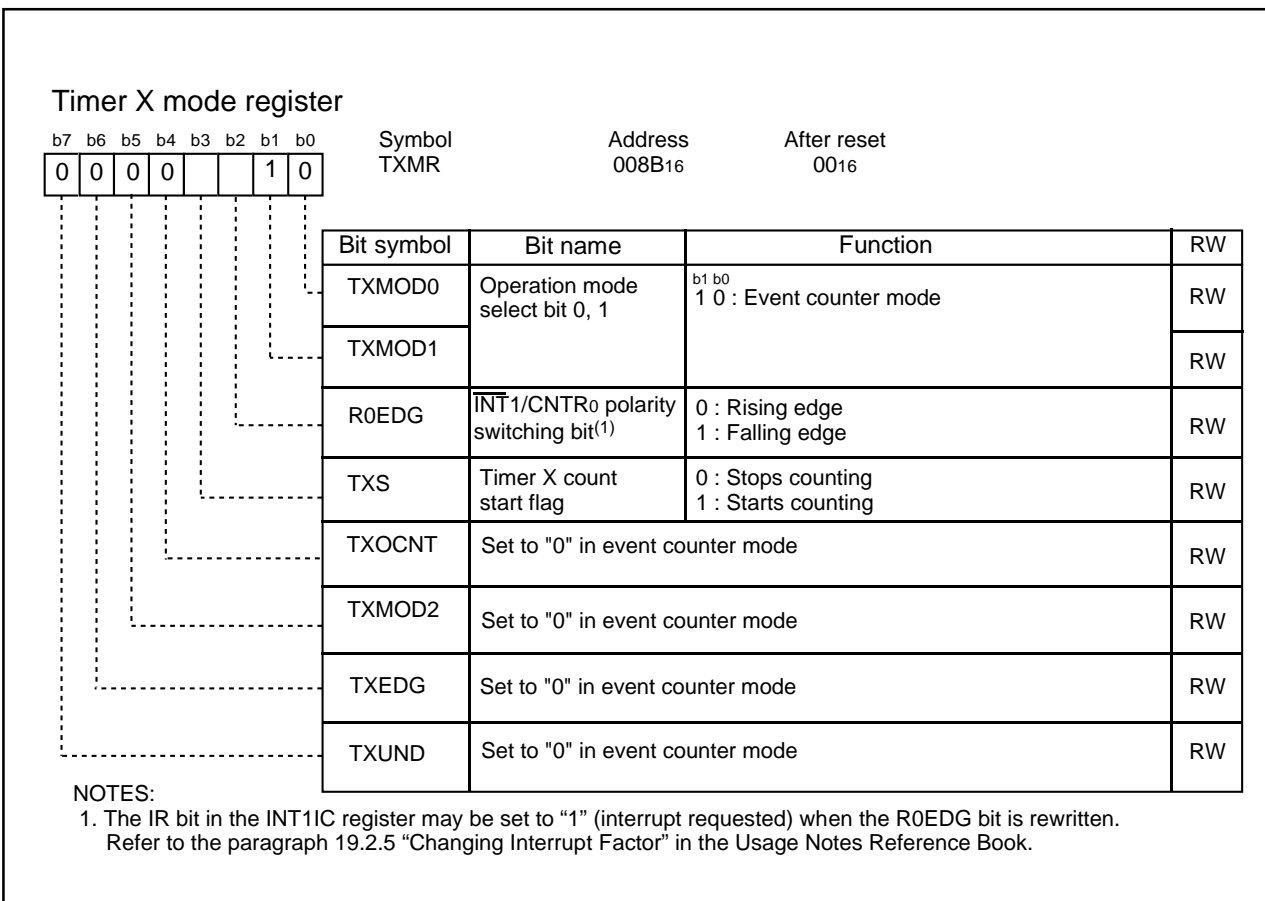 Timer X mode register
b7 b6 b5 b4 b3 b2 b1 b0 Symbol Address After reset
0 0 0 0 1 0 TXMR 008B16 0016
Bit symbol Bit name Function RW
TXMOD0 Operation mode select bit 0, 1 b1 b0
1 0 : Event counter mode RW
TXMOD1 RW
R0EDG INT1/CNTR0 polarity 0 : Rising edge RW
switching bit(1) 1 : Falling edge
TXS Timer X count 0 : Stops counting RW
start flag 1 : Starts counting
TXOCNT Set to "0" in event counter mode RW
TXMOD2 Set to "0" in event counter mode RW
TXEDG Set to "0" in event counter mode RW
TXUND Set to "0" in event counter mode RW
NOTES:
1. The IR bit in the INT1IC register may be set to “1” (interrupt requested) when the R0EDG bit is rewritten.
Refer to the paragraph 19.2.5 “Changing Interrupt Factor” in the Usage Notes Reference Book.